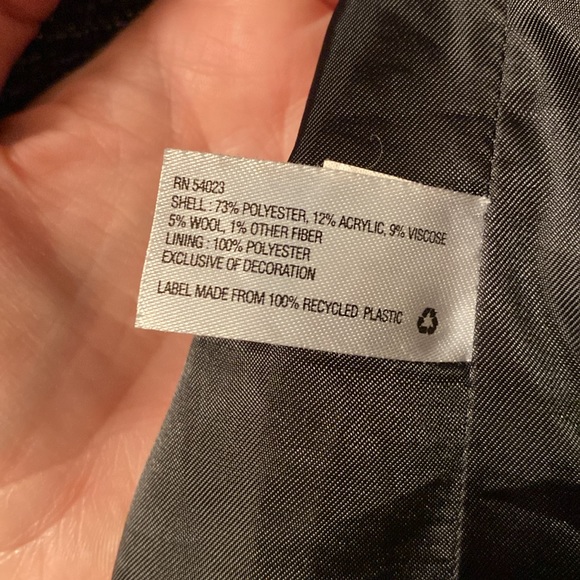 RN 54023
SHELL : 73% POLYESTER, 12% ACRYLIC, 9% VISCOSE
5% WOOL, 1% OTHER FIBER
LINING : 100% POLYESTER
EXCLUSIVE OF DECORATION
LABEL MADE FROM 100% RECYCLED PLASTIC